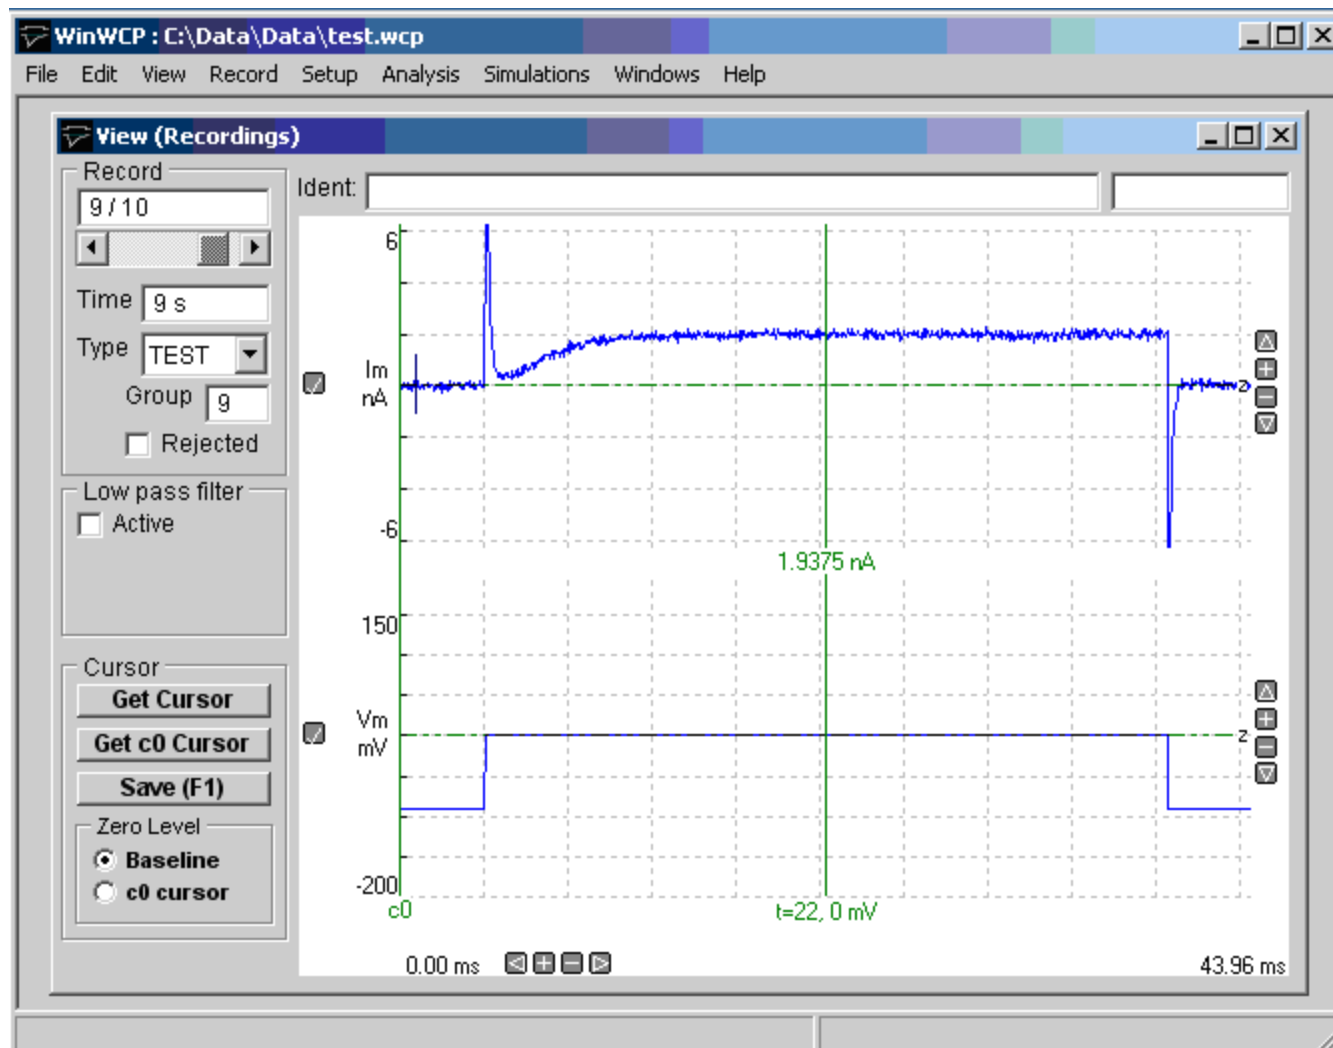 WinWCP : C:\Data\Data\test.wcp
File Edit View Record Setup Analysis Simulations Windows Help
View (Recordings)
Record
9 / 10
Time 9 s
Type TEST
Group 9
Rejected
Low pass filter
Active
Cursor
Get Cursor
Get c0 Cursor
Save (F1)
Zero Level
Baseline
c0 cursor
Ident:
6
Im
nA
z
-6
1.9375 nA
150
Vm
mV
z
-200
c0
t=22, 0 mV
0.00 ms
43.96 ms